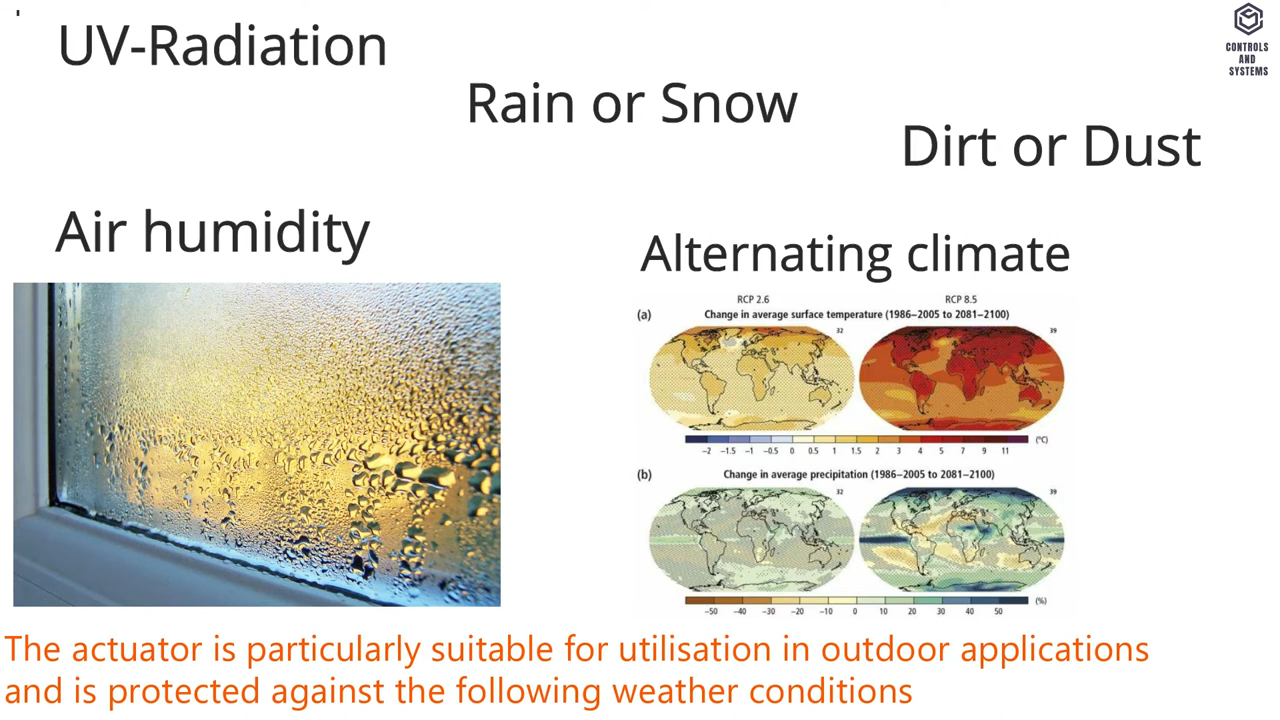 UV-Radiation
CONTROLS
AND
SYSTEMS
Rain or Snow
Dirt or Dust
Air humidity
Alternating climate
RCP 2.6
RCP 8.5
(a)
Change in average surface temperature (1986–2005 to 2081–2100)
32
39
(°C)
−2 −1.5 −1 −0.5 0 0.5 1 1.5 2 3 4 5 7 9 11
(b)
Change in average precipitation (1986–2005 to 2081–2100)
32
39
(%)
−50 −40 −30 −20 −10 0 10 20 30 40 50
The actuator is particularly suitable for utilisation in outdoor applications
and is protected against the following weather conditions